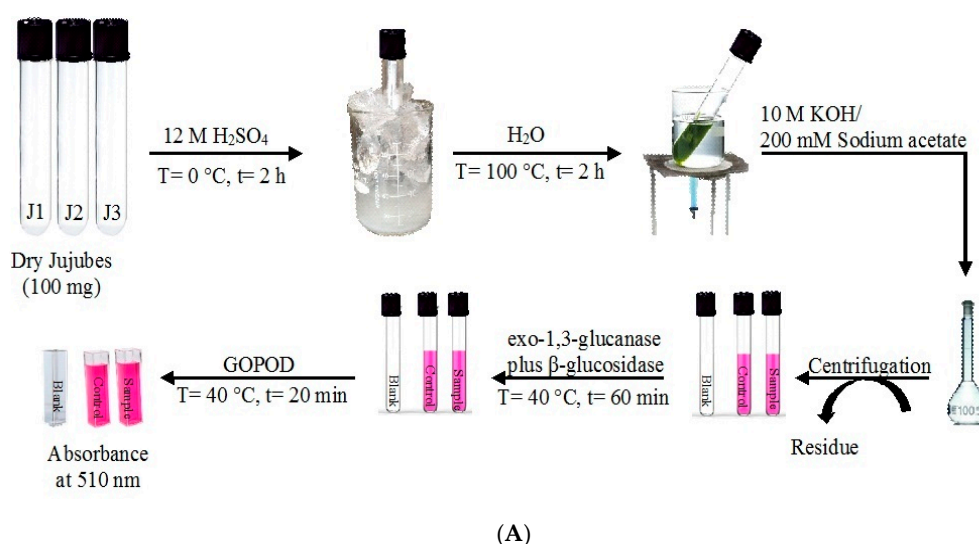 J1 J2 J3
Dry Jujubes
(100 mg)
12 M H₂SO₄
T= 0 °C, t= 2 h
H₂O
T= 100 °C, t= 2 h
10 M KOH/
200 mM Sodium acetate
Centrifugation
Residue
Blank
Control
Sample
exo-1,3-glucanase
plus β-glucosidase
T= 40 °C, t= 60 min
Blank
Control
Sample
GOPOD
T= 40 °C, t= 20 min
Blank
Control
Sample
Absorbance
at 510 nm
(A)